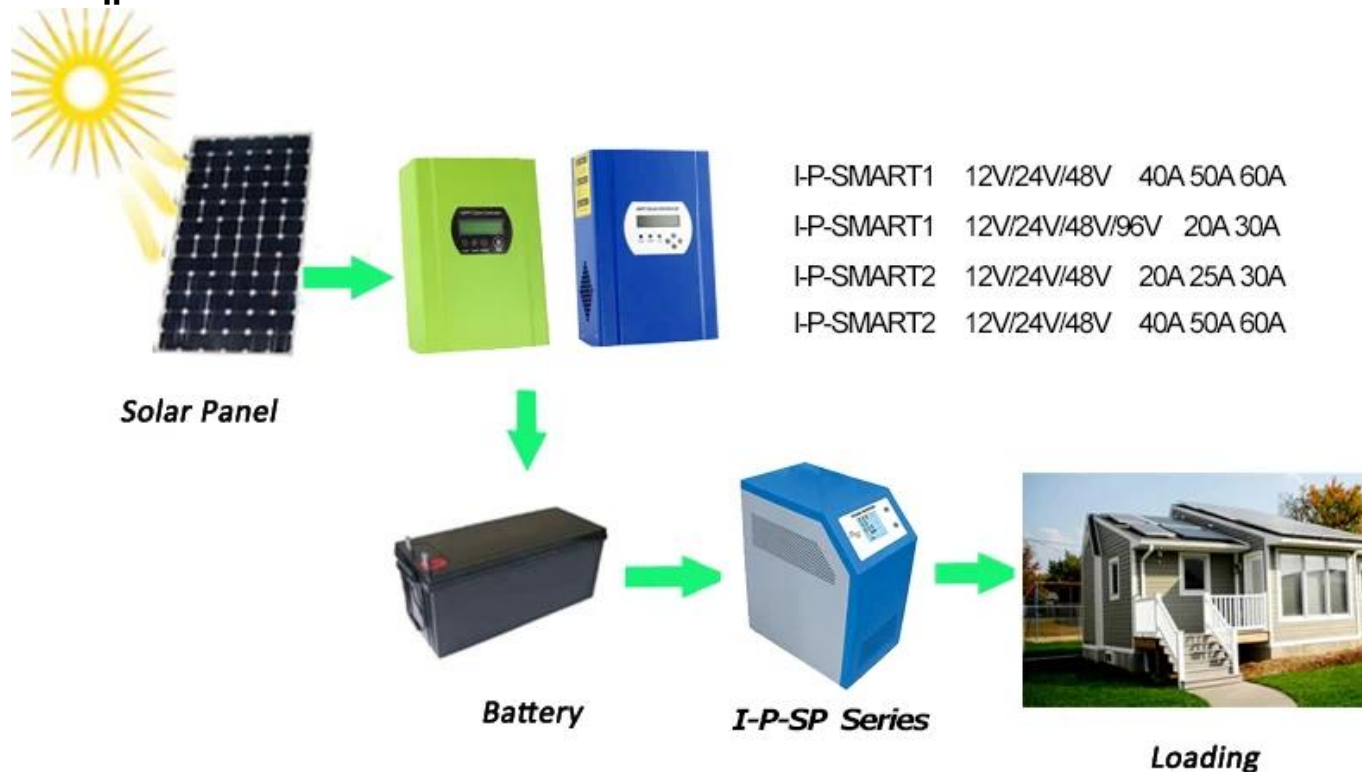 I-P-SMART1 12V/24V/48V 40A 50A 60A
I-P-SMART1 12V/24V/48V/96V 20A 30A
I-P-SMART2 12V/24V/48V 20A 25A 30A
I-P-SMART2 12V/24V/48V 40A 50A 60A
Solar Panel
Battery
I-P-SP Series
Loading